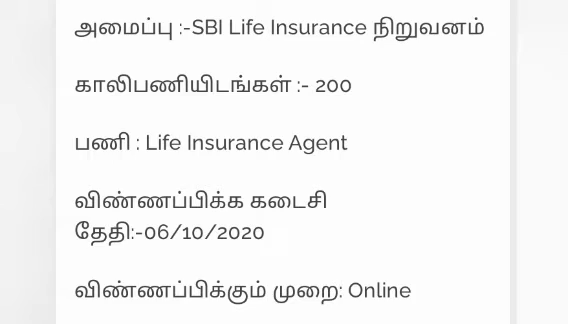 அமைப்பு :-SBI Life Insurance நிறுவனம்
காலிபணியிடங்கள் :- 200
பணி : Life Insurance Agent
விண்ணப்பிக்க கடைசி
தேதி:-06/10/2020
விண்ணப்பிக்கும் முறை: Online